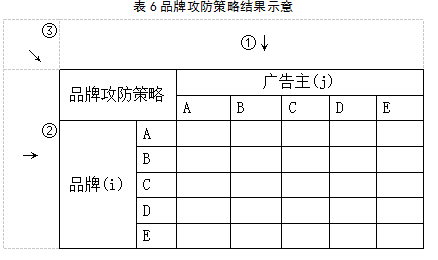 表 6 品牌攻防策略结果示意
③
①↓
↘
品牌攻防策略
广告主(j)
A B C D E
②
→
品牌(i)
A
B
C
D
E